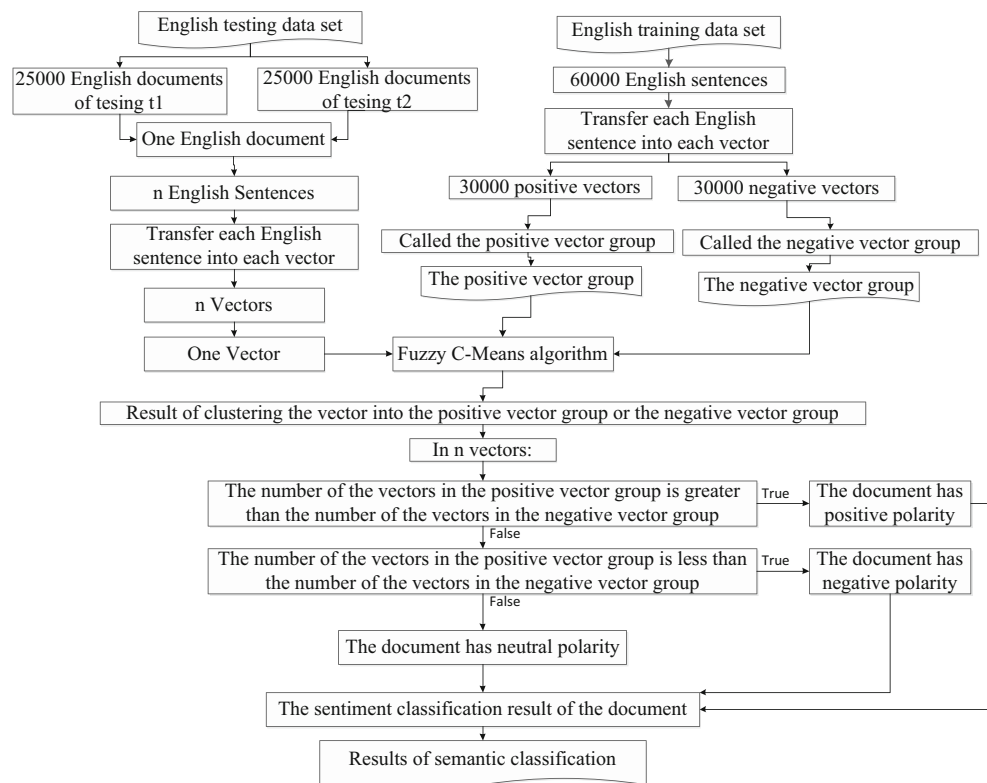 English testing data set
English training data set
25000 English documents
of tesing t1
25000 English documents
of tesing t2
60000 English sentences
One English document
Transfer each English
sentence into each vector
n English Sentences
30000 positive vectors
30000 negative vectors
Transfer each English
sentence into each vector
Called the positive vector group
Called the negative vector group
The positive vector group
The negative vector group
n Vectors
One Vector
Fuzzy C-Means algorithm
Result of clustering the vector into the positive vector group or the negative vector group
In n vectors:
The number of the vectors in the positive vector group is greater
than the number of the vectors in the negative vector group
True
The document has
positive polarity
False
The number of the vectors in the positive vector group is less than
the number of the vectors in the negative vector group
True
The document has
negative polarity
False
The document has neutral polarity
The sentiment classification result of the document
Results of semantic classification